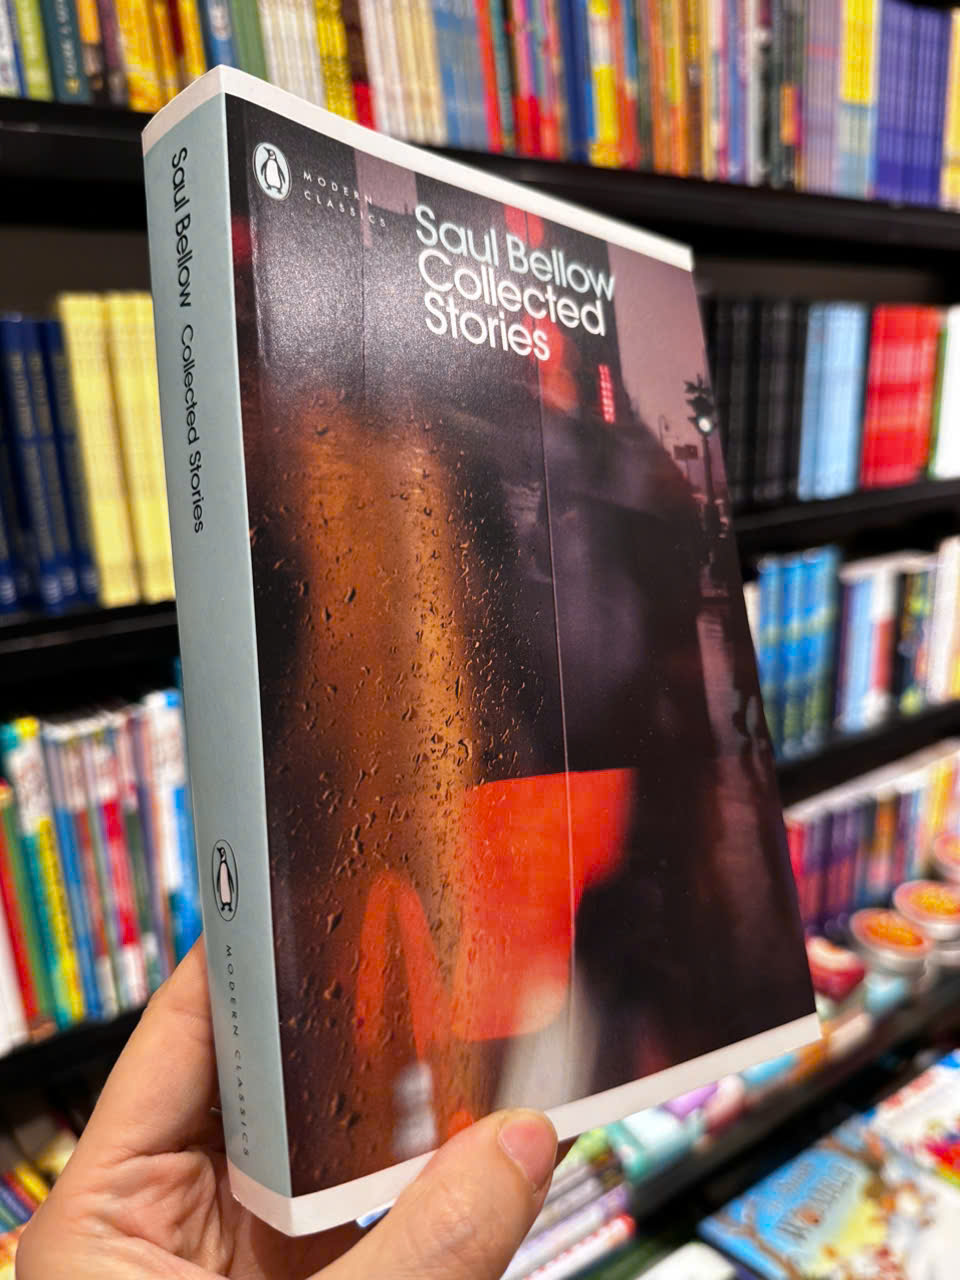 MODERN
CLASSICS
Saul Bellow
Collected
Stories
Saul Bellow Collected Stories
MODERN CLASSICS